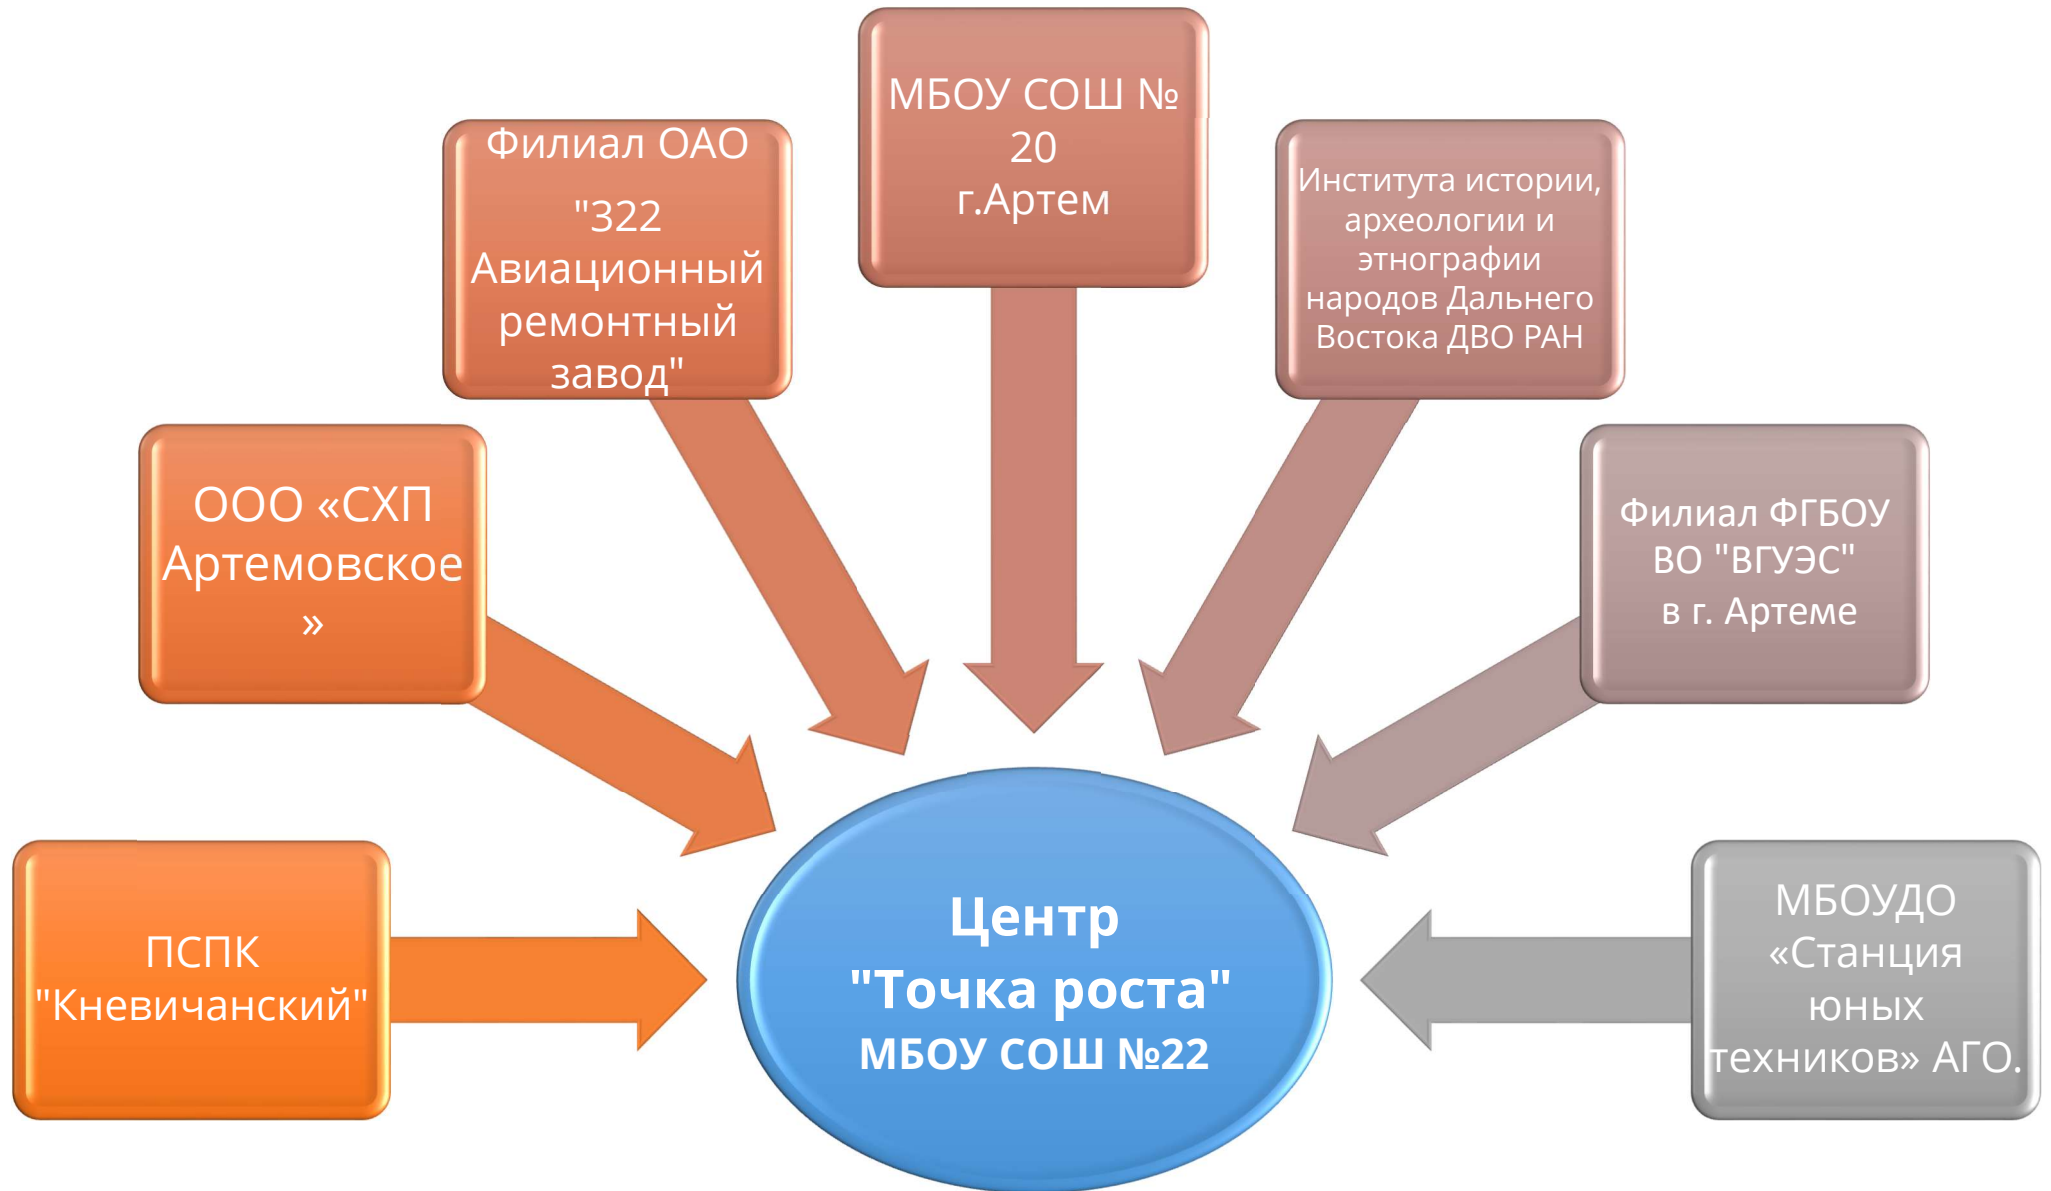 МБОУ СОШ №
20
г.Артем
Филиал ОАО
"322
Авиационный
ремонтный
завод"
Института истории,
археологии и
этнографии
народов Дальнего
Востока ДВО РАН
ООО «СХП
Артемовское
»
Филиал ФГБОУ
ВО "ВГУЭС"
в г. Артеме
ПСПК
"Кневичанский"
Центр
"Точка роста"
МБОУ СОШ №22
МБОУДО
«Станция
юных
техников» АГО.